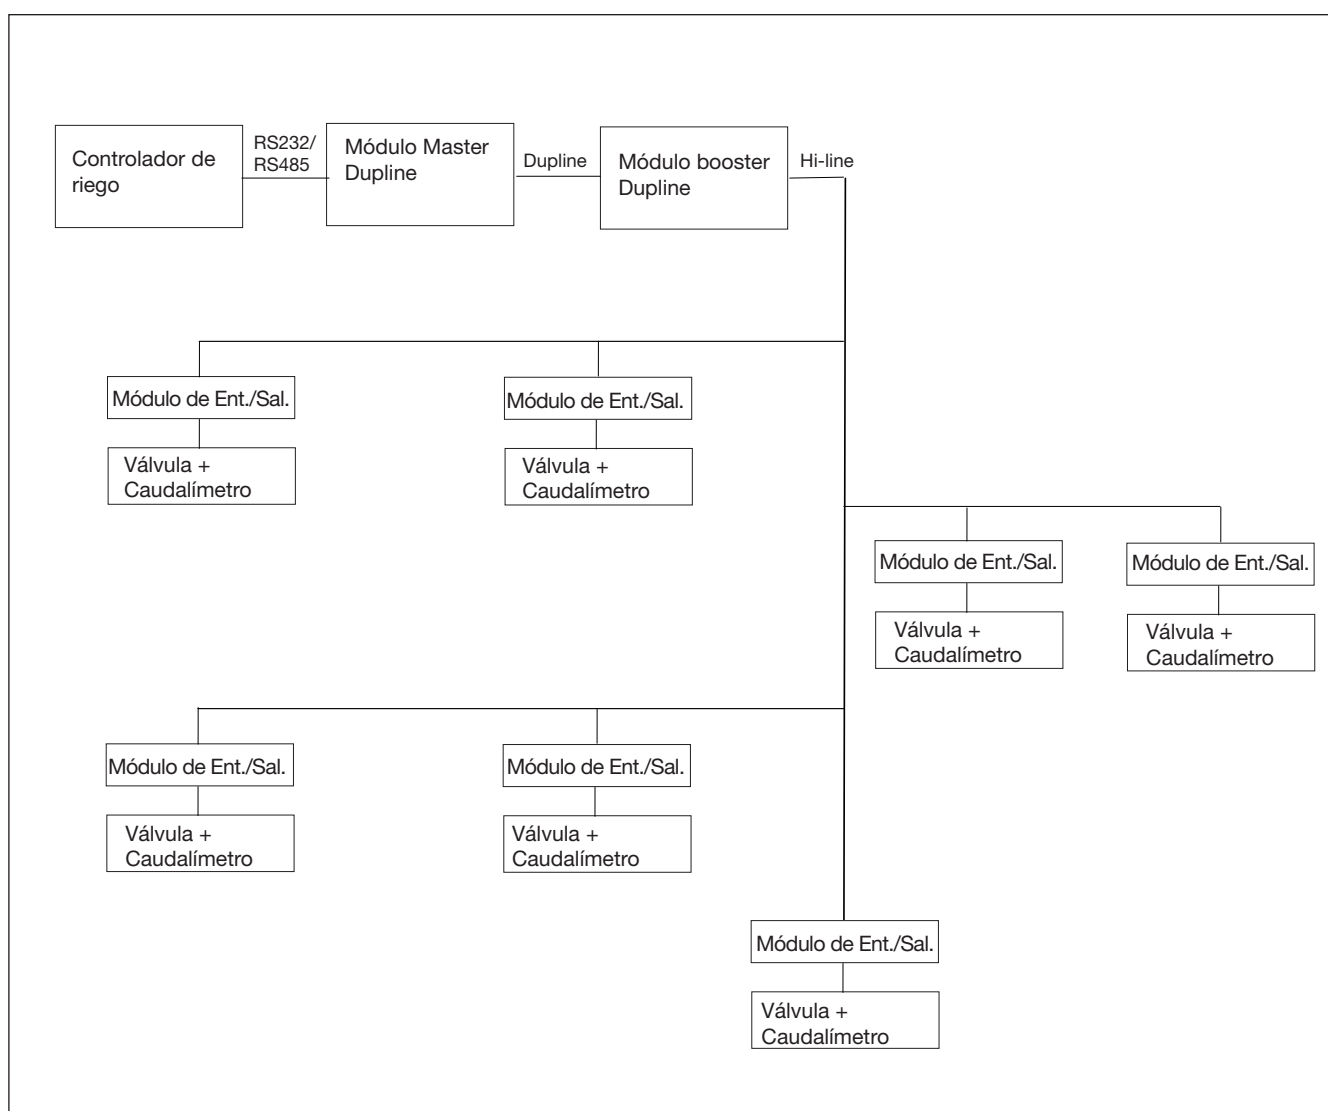 Controlador de
riego
RS232/
RS485
Módulo Master
Dupline
Dupline
Módulo booster
Dupline
Hi-line
Módulo de Ent./Sal.
Válvula +
Caudalímetro
Módulo de Ent./Sal.
Válvula +
Caudalímetro
Módulo de Ent./Sal.
Válvula +
Caudalímetro
Módulo de Ent./Sal.
Válvula +
Caudalímetro
Módulo de Ent./Sal.
Válvula +
Caudalímetro
Módulo de Ent./Sal.
Válvula +
Caudalímetro
Módulo de Ent./Sal.
Válvula +
Caudalímetro